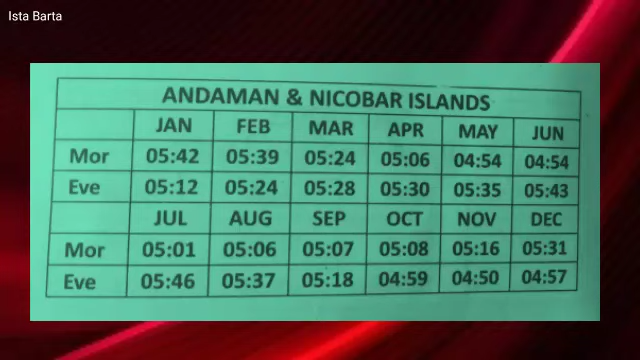 Ista Barta
ANDAMAN & NICOBAR ISLANDS
JAN FEB MAR APR MAY JUN
Mor 05:42 05:39 05:24 05:06 04:54 04:54
Eve 05:12 05:24 05:28 05:30 05:35 05:43
JUL AUG SEP OCT NOV DEC
Mor 05:01 05:06 05:07 05:08 05:16 05:31
Eve 05:46 05:37 05:18 04:59 04:50 04:57